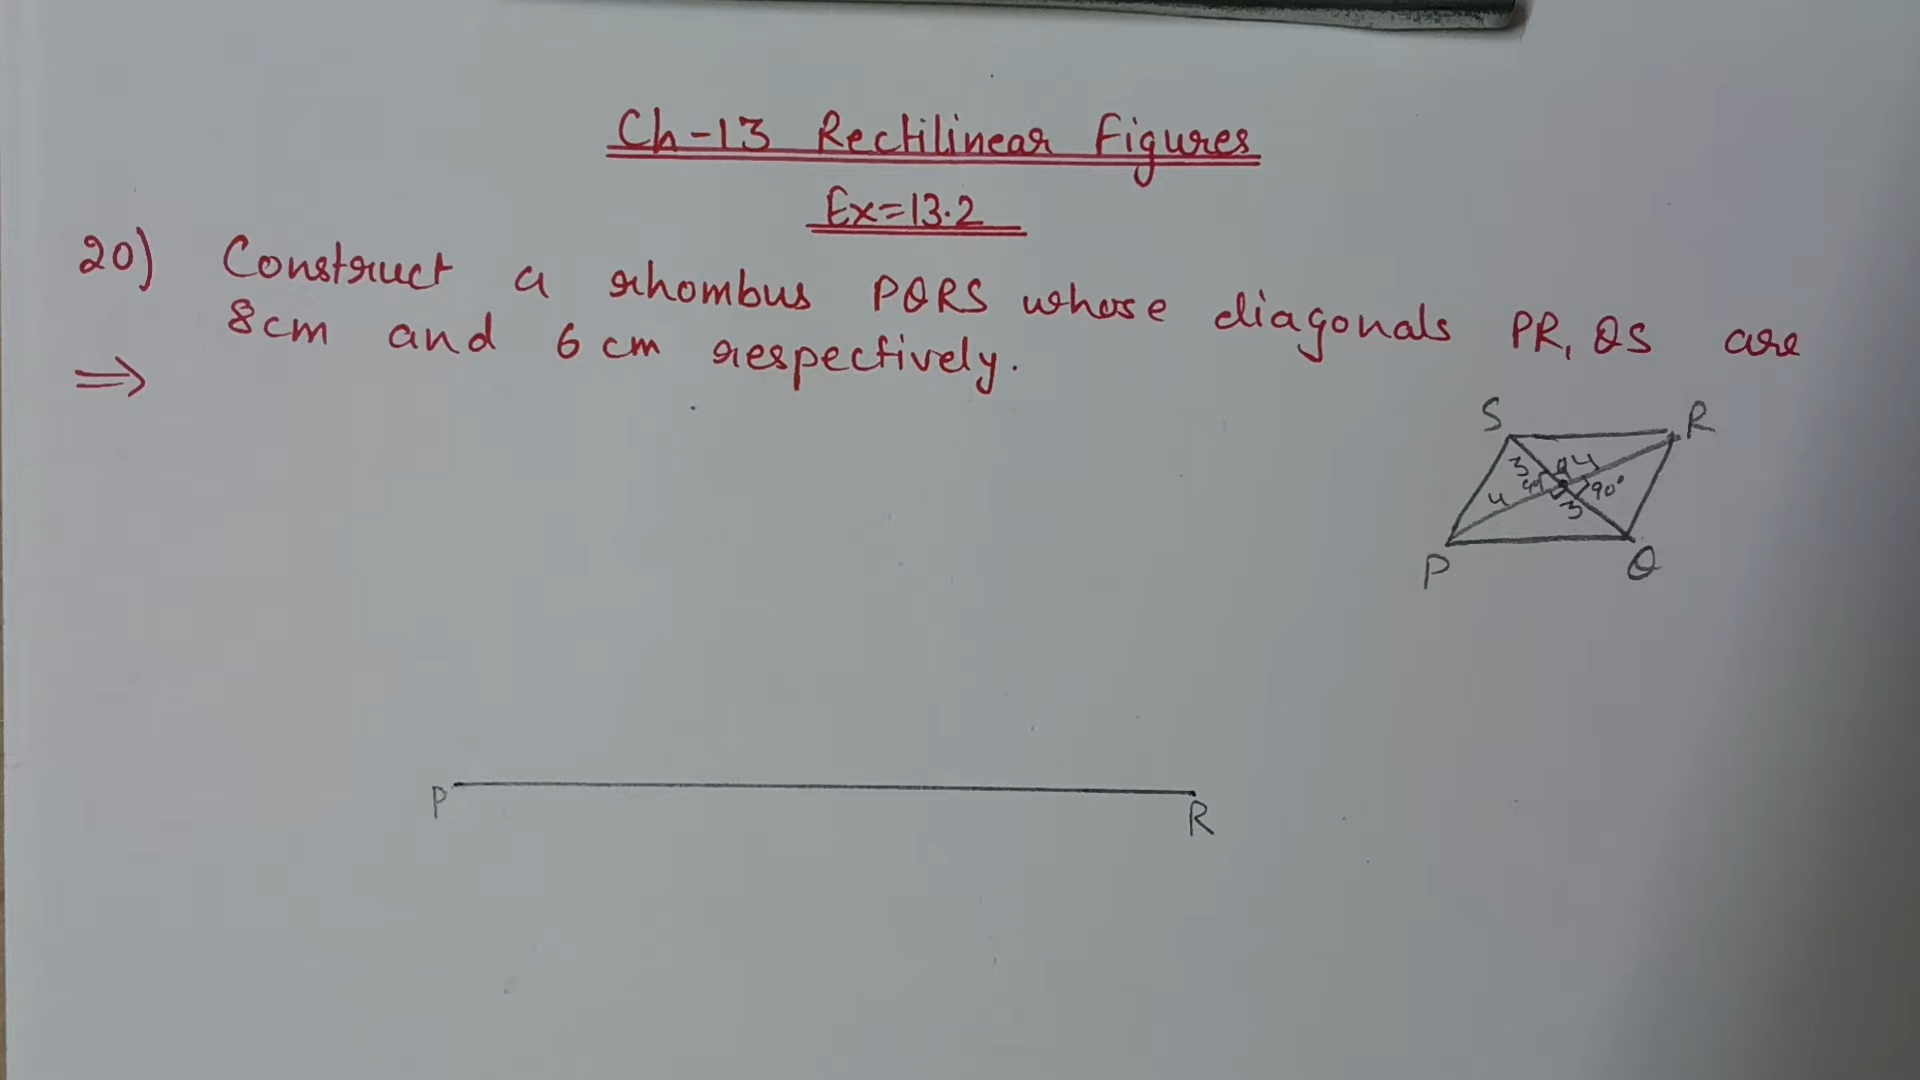 Ch-13 Rectilinear Figures
Ex=13.2
20) Construct a rhombus PQRS whose diagonals PR, QS are
8cm and 6 cm respectively.
⇒
S R
3 4
4 90°
3
P Q
P R